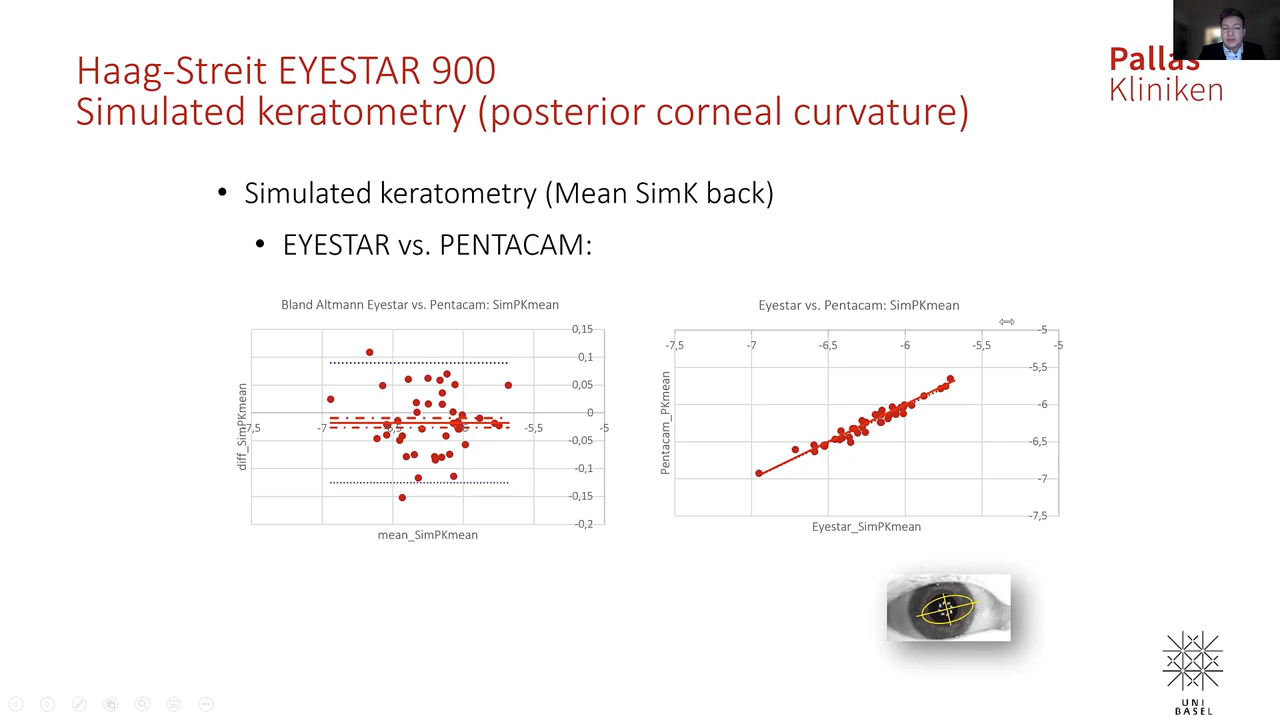 Haag-Streit EYESTAR 900
Simulated keratometry (posterior corneal curvature)
Pallas
Kliniken
• Simulated keratometry (Mean SimK back)
• EYESTAR vs. PENTACAM:
Bland Altmann Eyestar vs. Pentacam: SimPKmean
0,15
0,1
0,05
0
-7,5 -7 -6,5 -6 -5,5 -5
-0,05
-0,1
-0,15
-0,2
diff_SimPKmean
mean_SimPKmean
Eyestar vs. Pentacam: SimPKmean
-5
-7,5 -7 -6,5 -6 -5,5 -5
-5,5
-6
-6,5
-7
-7,5
Pentacam_PKmean
Eyestar_SimPKmean
UNI
BASEL